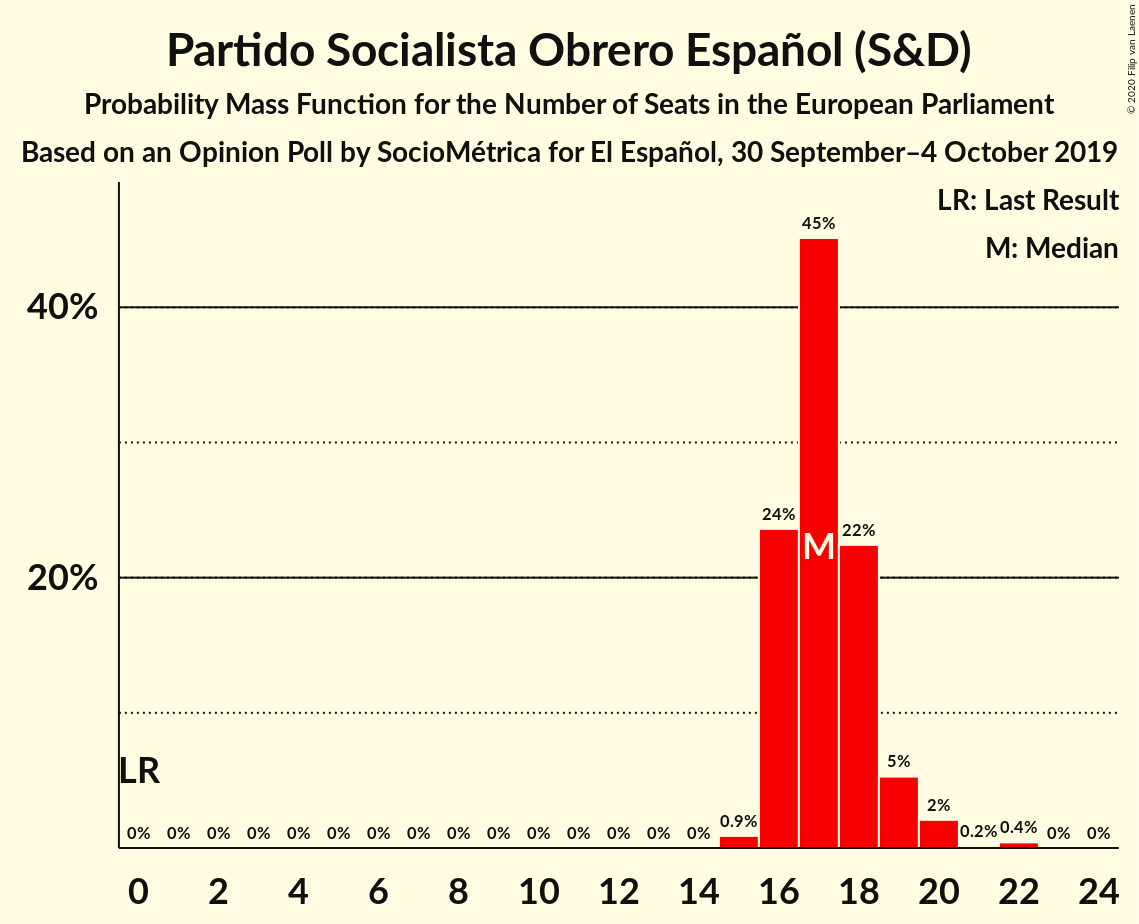 Partido Socialista Obrero Español (S&D)
Probability Mass Function for the Number of Seats in the European Parliament
Based on an Opinion Poll by SocioMétrica for El Español, 30 September–4 October 2019
© 2020 Filip van Laenen
LR: Last Result
M: Median
45%
40%
24%
22%
M
20%
LR
5%
2%
0% 0% 0% 0% 0% 0% 0% 0% 0% 0% 0% 0% 0% 0% 0% 0.9% 0.2% 0.4% 0% 0%
0 2 4 6 8 10 12 14 16 18 20 22 24